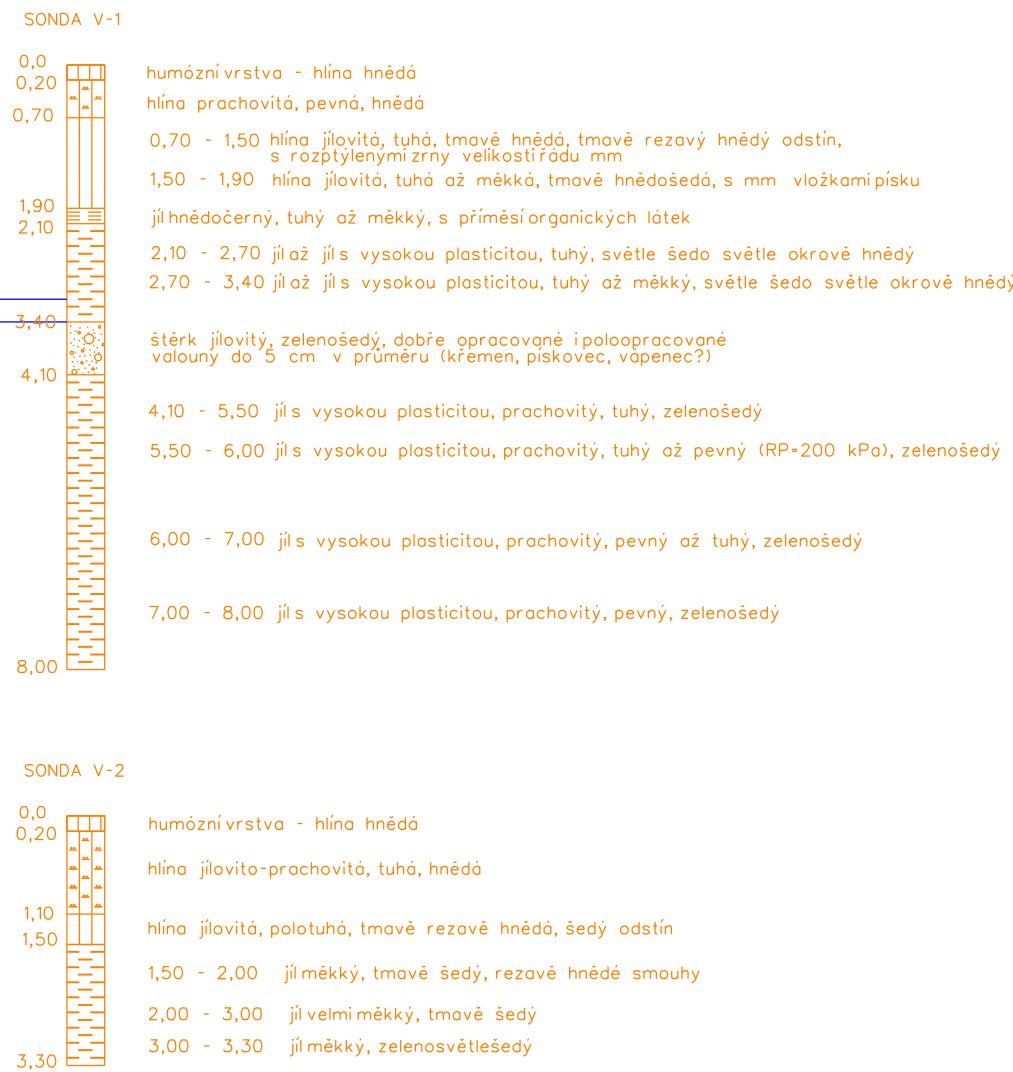 SONDA V-1
0,0
humózní vrstva - hlína hnědá
0,20
hlína prachovitá, pevná, hnědá
0,70
0,70 - 1,50 hlína jílovitá, tuhá, tmavě hnědá, tmavě rezavý hnědý odstín,
s rozptýlenými zrny velikosti řádu mm
1,50 - 1,90 hlína jílovitá, tuhá až měkká, tmavě hnědošedá, s mm vložkami písku
1,90
jíl hnědočerný, tuhý až měkký, s příměsí organických látek
2,10
2,10 - 2,70 jíl až jíl s vysokou plasticitou, tuhý, světle šedo světle okrově hnědý
2,70 - 3,40 jíl až jíl s vysokou plasticitou, tuhý až měkký, světle šedo světle okrově hnědý
3,40
štěrk jílovitý, zelenošedý, dobře opracované i poloopracované
valouny do 5 cm v průměru (křemen, pískovec, vápenec?)
4,10
4,10 - 5,50 jíl s vysokou plasticitou, prachovitý, tuhý, zelenošedý
5,50 - 6,00 jíl s vysokou plasticitou, prachovitý, tuhý až pevný (RP=200 kPa), zelenošedý
6,00 - 7,00 jíl s vysokou plasticitou, prachovitý, pevný až tuhý, zelenošedý
7,00 - 8,00 jíl s vysokou plasticitou, prachovitý, pevný, zelenošedý
8,00
SONDA V-2
0,0
humózní vrstva - hlína hnědá
0,20
hlína jílovito-prachovitá, tuhá, hnědá
1,10
hlína jílovitá, polotuhá, tmavě rezavě hnědá, šedý odstín
1,50
1,50 - 2,00 jíl měkký, tmavě šedý, rezavě hnědé smouhy
2,00 - 3,00 jíl velmi měkký, tmavě šedý
3,00 - 3,30 jíl měkký, zelenosvětlešedý
3,30